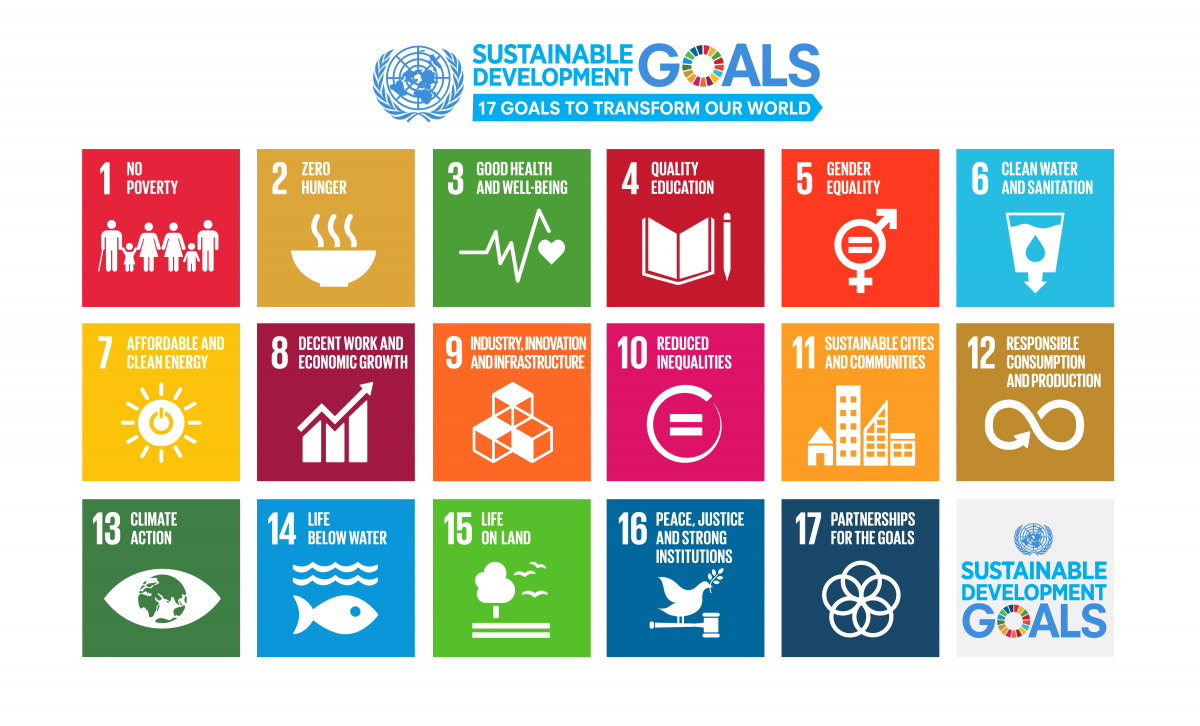 SUSTAINABLE
DEVELOPMENT
GOALS
17 GOALS TO TRANSFORM OUR WORLD
1 NO
POVERTY
2 ZERO
HUNGER
3 GOOD HEALTH
AND WELL-BEING
4 QUALITY
EDUCATION
5 GENDER
EQUALITY
6 CLEAN WATER
AND SANITATION
7 AFFORDABLE AND
CLEAN ENERGY
8 DECENT WORK AND
ECONOMIC GROWTH
9 INDUSTRY, INNOVATION
AND INFRASTRUCTURE
10 REDUCED
INEQUALITIES
11 SUSTAINABLE CITIES
AND COMMUNITIES
12 RESPONSIBLE
CONSUMPTION
AND PRODUCTION
13 CLIMATE
ACTION
14 LIFE
BELOW WATER
15 LIFE
ON LAND
16 PEACE, JUSTICE
AND STRONG
INSTITUTIONS
17 PARTNERSHIPS
FOR THE GOALS
SUSTAINABLE
DEVELOPMENT
GOALS